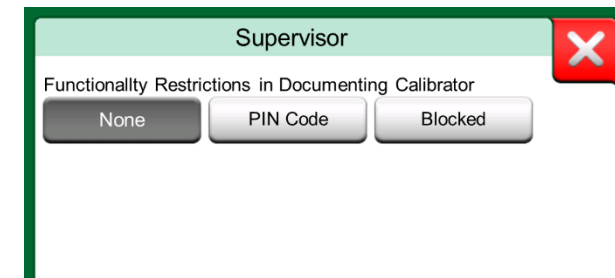 Supervisor
Functionallty Restrictions in Documenting Calibrator
None PIN Code Blocked